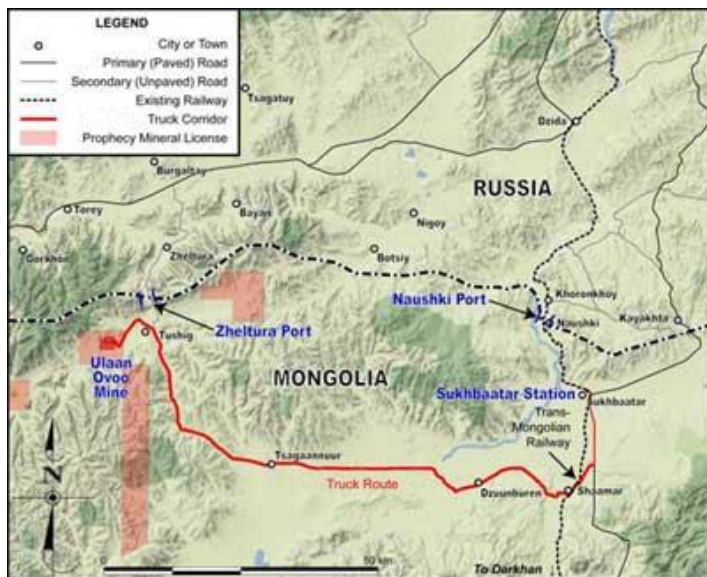 LEGEND
City or Town
Primary (Paved) Road
Secondary (Unpaved) Road
Existing Railway
Truck Corridor
Prophecy Mineral License
Tsagatuy
Dzida
Burgaltay
RUSSIA
Torey
Bayan
Nigoy
Gorkhon
Zheltura
Botsiy
Naushki Port
Khoronkhoy
Naushki
Kayakhta
Zheltura Port
Tushig
Ulaan
Ovoo
Mine
MONGOLIA
Sukhbaatar Station
Sukhbaatar
Trans-
Mongolian
Railway
Tsagaannuur
Truck Route
Dzuunburen
Shaamar
N
0
50 km
To Darkhan